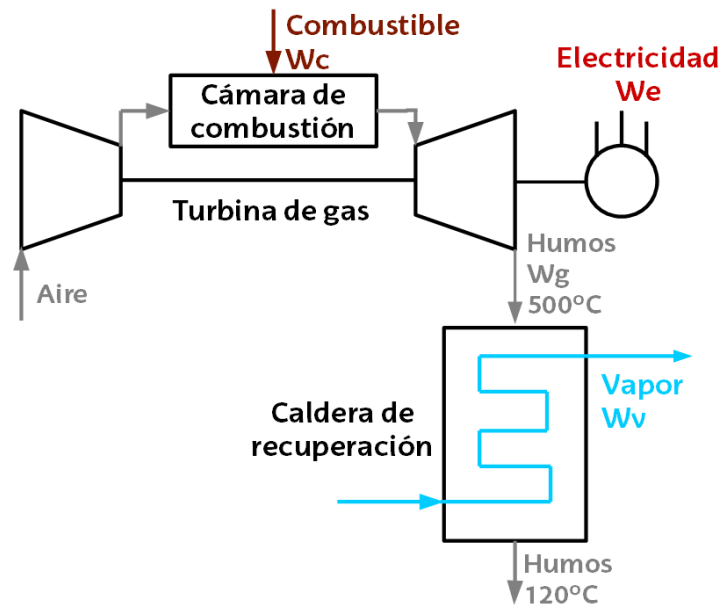 Combustible
Wc
Electricidad
We
Cámara de
combustión
Turbina de gas
Aire
Humos
Wg
500ºC
Vapor
Wv
Caldera de
recuperación
Humos
120ºC